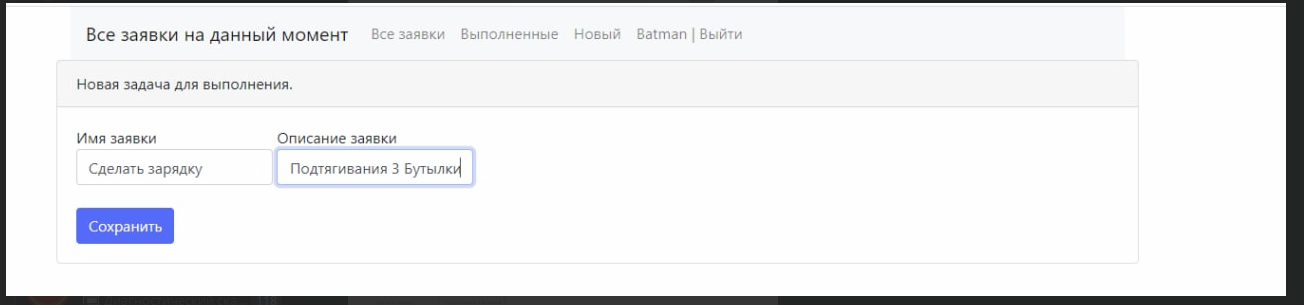 Все заявки на данный момент Все заявки Выполненные Новый Batman | Выйти
Новая задача для выполнения.
Имя заявки Описание заявки
Сделать зарядку Подтягивания 3 Бутылки
Сохранить